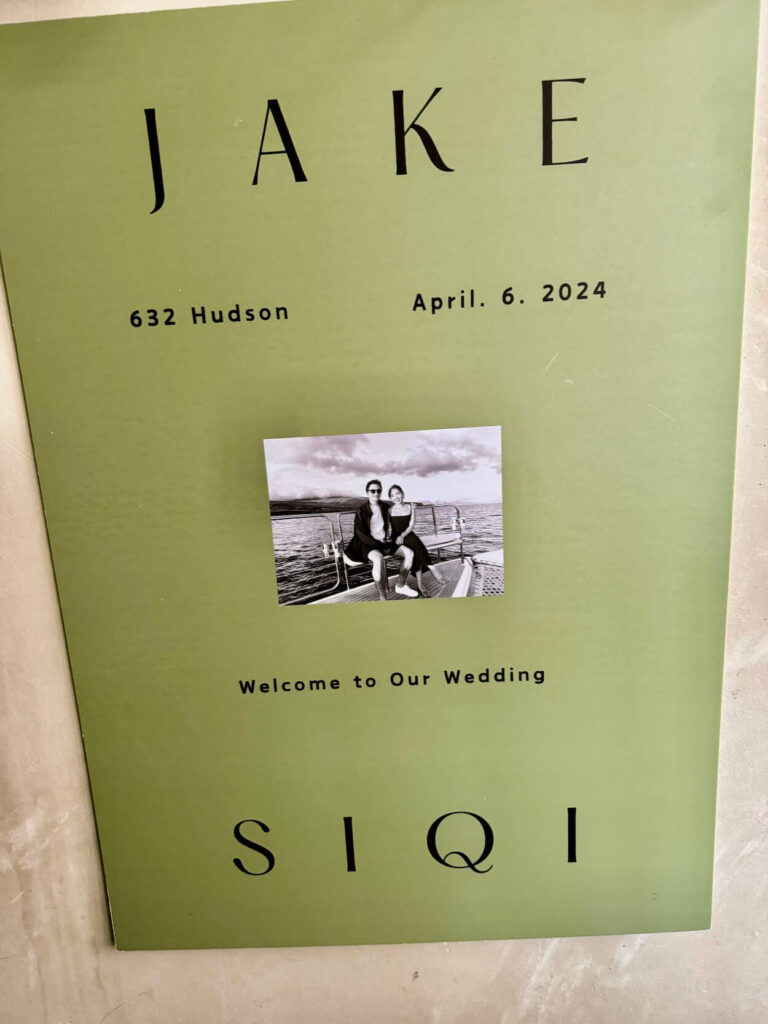 JAKE
632 Hudson April. 6. 2024
Welcome to Our Wedding
SIQI